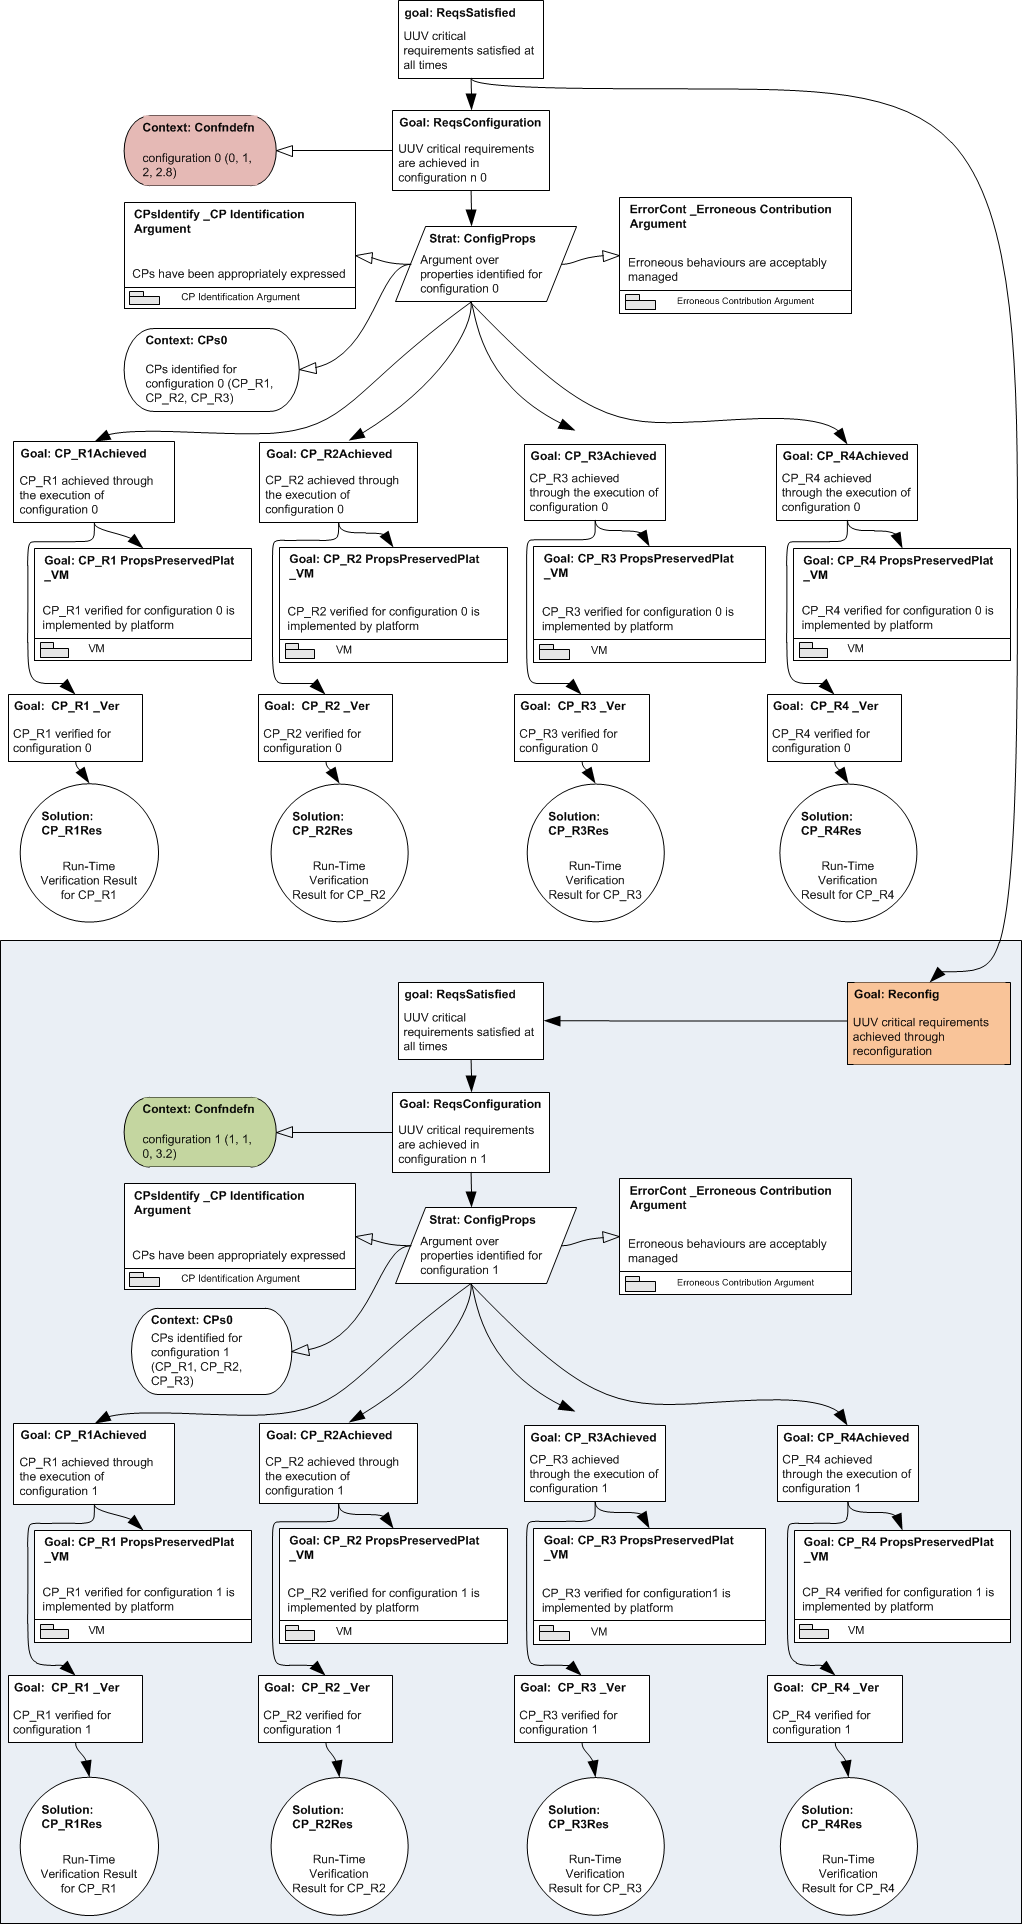 goal: ReqsSatisfied
UUV critical
requirements satisfied at
all times
Context: Confndefn
configuration 0 (0, 1,
2, 2.8)
Goal: ReqsConfiguration
UUV critical requirements
are achieved in
configuration n 0
CPsIdentify _CP Identification
Argument
CPs have been appropriately expressed
CP Identification Argument
Strat: ConfigProps
Argument over
properties identified for
configuration 0
ErrorCont _Erroneous Contribution
Argument
Erroneous behaviours are acceptably
managed
Erroneous Contribution Argument
Context: CPs0
CPs identified for
configuration 0 (CP_R1,
CP_R2, CP_R3)
Goal: CP_R1Achieved
CP_R1 achieved through
the execution of
configuration 0
Goal: CP_R2Achieved
CP_R2 achieved through
the execution of
configuration 0
Goal: CP_R3Achieved
CP_R3 achieved
through the execution of
configuration 0
Goal: CP_R4Achieved
CP_R4 achieved
through the execution of
configuration 0
Goal: CP_R1 PropsPreservedPlat
_VM
CP_R1 verified for configuration 0 is
implemented by platform
VM
Goal: CP_R2 PropsPreservedPlat
_VM
CP_R2 verified for configuration 0 is
implemented by platform
VM
Goal: CP_R3 PropsPreservedPlat
_VM
CP_R3 verified for configuration 0 is
implemented by platform
VM
Goal: CP_R4 PropsPreservedPlat
_VM
CP_R4 verified for configuration 0 is
implemented by platform
VM
Goal: CP_R1 _Ver
CP_R1 verified for
configuration 0
Goal: CP_R2 _Ver
CP_R2 verified for
configuration 0
Goal: CP_R3 _Ver
CP_R3 verified for
configuration 0
Goal: CP_R4 _Ver
CP_R4 verified for
configuration 0
Solution:
CP_R1Res
Run-Time
Verification Result
for CP_R1
Solution:
CP_R2Res
Run-Time
Verification
Result for CP_R2
Solution:
CP_R3Res
Run-Time
Verification
Result for CP_R3
Solution:
CP_R4Res
Run-Time
Verification
Result for CP_R4
goal: ReqsSatisfied
UUV critical
requirements satisfied at
all times
Goal: Reconfig
UUV critical requirements
achieved through
reconfiguration
Context: Confndefn
configuration 1 (1, 1,
0, 3.2)
Goal: ReqsConfiguration
UUV critical requirements
are achieved in
configuration n 1
CPsIdentify _CP Identification
Argument
CPs have been appropriately expressed
CP Identification Argument
Strat: ConfigProps
Argument over
properties identified for
configuration 1
ErrorCont _Erroneous Contribution
Argument
Erroneous behaviours are acceptably
managed
Erroneous Contribution Argument
Context: CPs0
CPs identified for
configuration 1
(CP_R1, CP_R2,
CP_R3)
Goal: CP_R1Achieved
CP_R1 achieved through
the execution of
configuration 1
Goal: CP_R2Achieved
CP_R2 achieved through
the execution of
configuration 1
Goal: CP_R3Achieved
CP_R3 achieved
through the execution of
configuration 1
Goal: CP_R4Achieved
CP_R4 achieved
through the execution of
configuration 1
Goal: CP_R1 PropsPreservedPlat
_VM
CP_R1 verified for configuration 1 is
implemented by platform
VM
Goal: CP_R2 PropsPreservedPlat
_VM
CP_R2 verified for configuration 1 is
implemented by platform
VM
Goal: CP_R3 PropsPreservedPlat
_VM
CP_R3 verified for configuration1 is
implemented by platform
VM
Goal: CP_R4 PropsPreservedPlat
_VM
CP_R4 verified for configuration 1 is
implemented by platform
VM
Goal: CP_R1 _Ver
CP_R1 verified for
configuration 1
Goal: CP_R2 _Ver
CP_R2 verified for
configuration 1
Goal: CP_R3 _Ver
CP_R3 verified for
configuration 1
Goal: CP_R4 _Ver
CP_R4 verified for
configuration 1
Solution:
CP_R1Res
Run-Time
Verification Result
for CP_R1
Solution:
CP_R2Res
Run-Time
Verification
Result for CP_R2
Solution:
CP_R3Res
Run-Time
Verification
Result for CP_R3
Solution:
CP_R4Res
Run-Time
Verification
Result for CP_R4